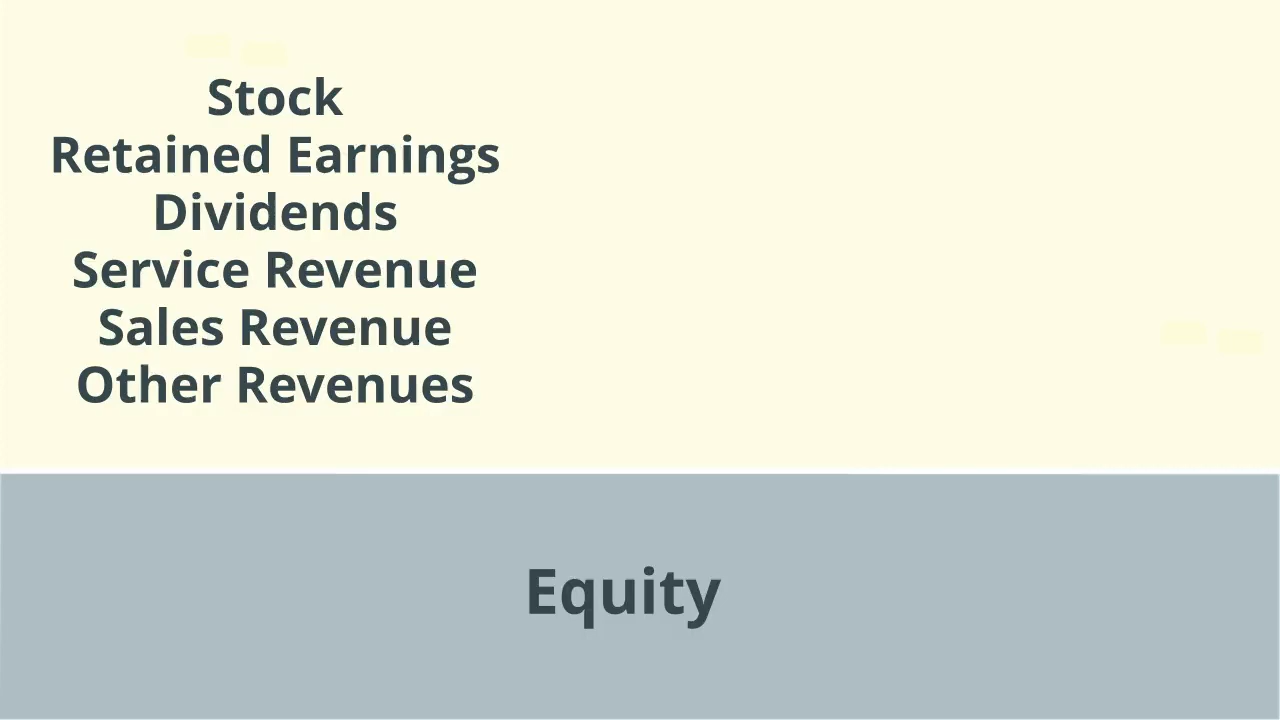 Stock
Retained Earnings
Dividends
Service Revenue
Sales Revenue
Other Revenues
Equity